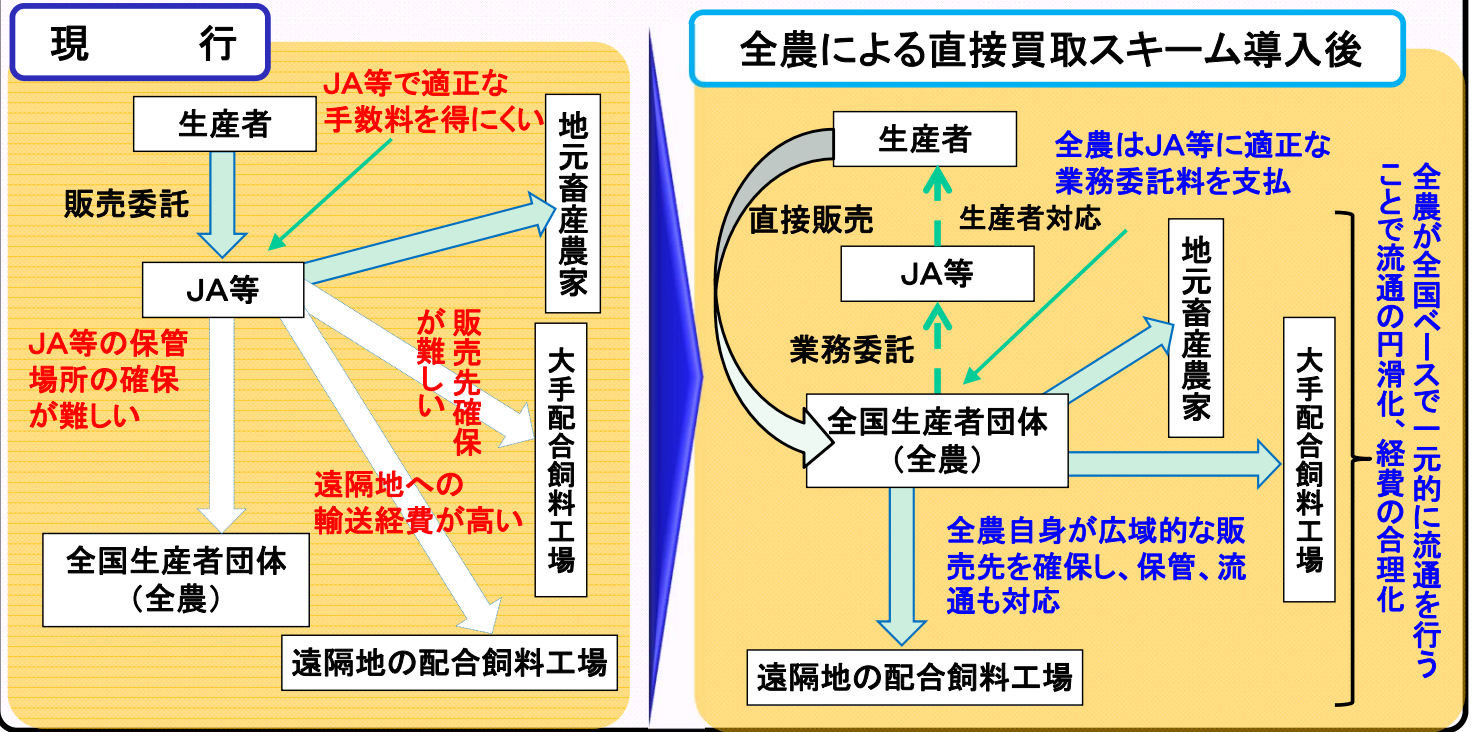 現　　　行
JA等で適正な
手数料を得にくい
生産者
地元畜産農家
販売委託
JA等
JA等の保管
場所の確保
が難しい
販売先確保
が難しい
大手配合飼料工場
遠隔地への
輸送経費が高い
全国生産者団体
（全農）
遠隔地の配合飼料工場
全農による直接買取スキーム導入後
生産者
全農はJA等に適正な
業務委託料を支払
直接販売
生産者対応
JA等
地元畜産農家
業務委託
大手配合飼料工場
全国生産者団体
（全農）
全農自身が広域的な販
売先を確保し、保管、流
通も対応
遠隔地の配合飼料工場
全農が全国ベースで一元的に流通を行う
ことで流通の円滑化、経費の合理化